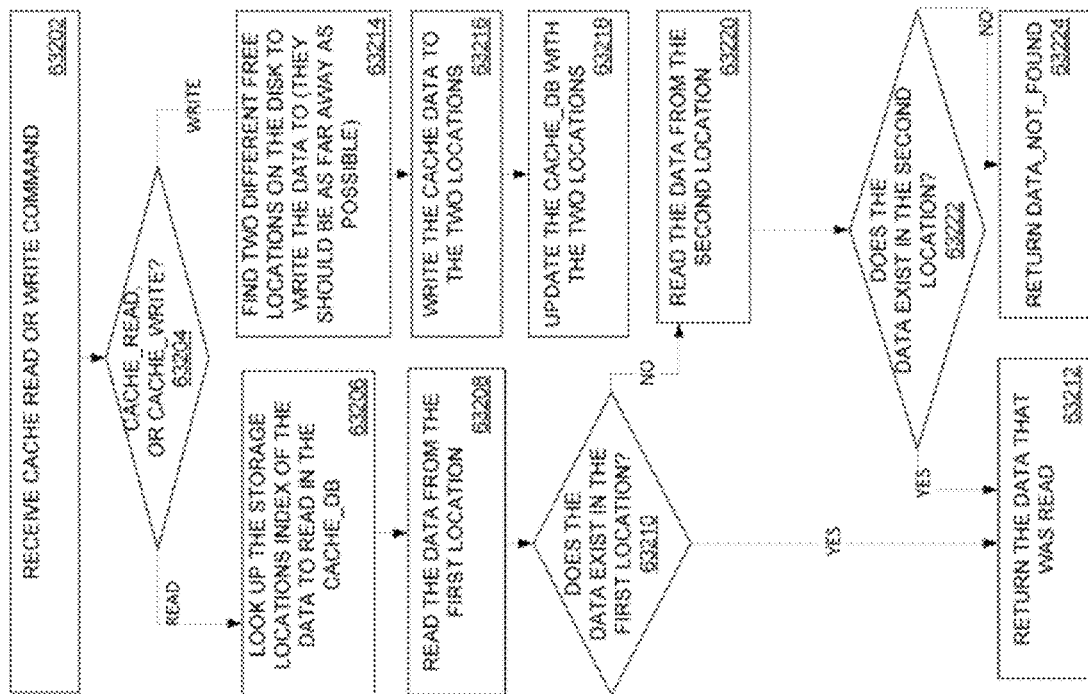 RECEIVE CACHE READ OR WRITE COMMAND
63202
CACHE_READ,
OR CACHE_WRITE?
63204
READ
WRITE
LOOK UP THE STORAGE
LOCATIONS INDEX OF THE
DATA TO READ IN THE
CACHE_DB
63206
READ THE DATA FROM THE
FIRST LOCATION
63208
DOES THE
DATA EXIST IN THE
FIRST LOCATION?
63210
NO
YES
FIND TWO DIFFERENT FREE
LOCATIONS ON THE DISK TO
WRITE THE DATA TO (THEY
SHOULD BE AS FAR AWAY AS
POSSIBLE)
63214
WRITE THE CACHE DATA TO
THE TWO LOCATIONS
63216
UPDATE THE CACHE_DB WITH
THE TWO LOCATIONS
63218
READ THE DATA FROM THE
SECOND LOCATION
63220
DOES THE
DATA EXIST IN THE SECOND
LOCATION?
63222
YES
NO
RETURN THE DATA THAT
WAS READ
63212
RETURN DATA_NOT_FOUND
63224